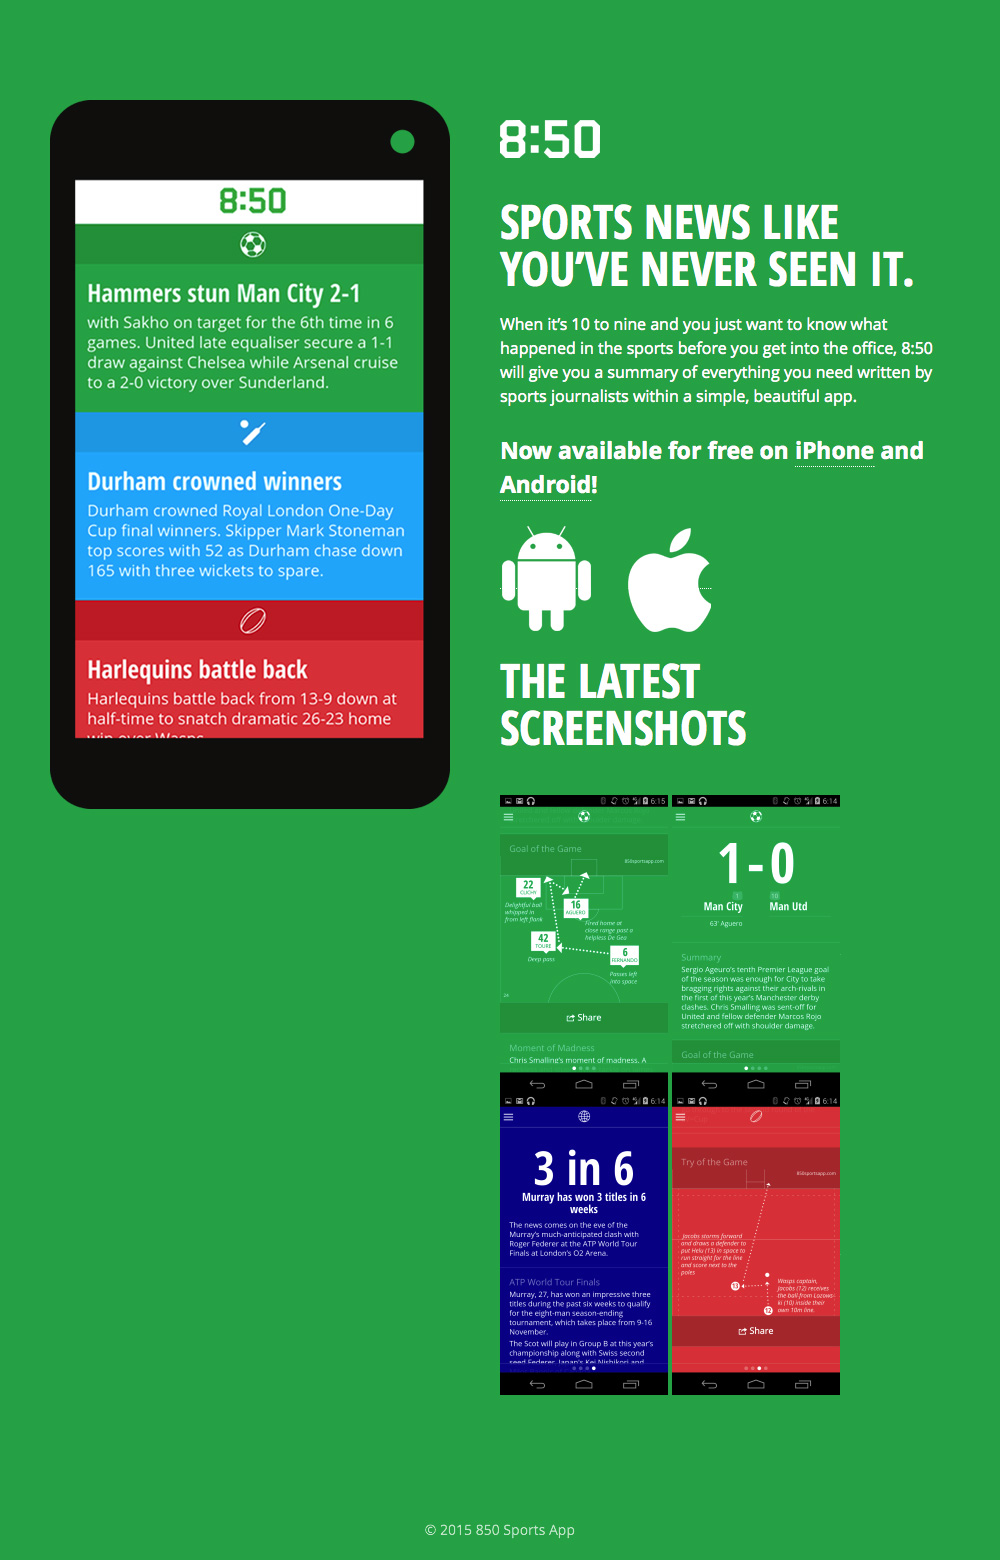 8:50
Hammers stun Man City 2-1
with Sakho on target for the 6th time in 6
games. United late equaliser secure a 1-1
draw against Chelsea while Arsenal cruise
to a 2-0 victory over Sunderland.
Durham crowned winners
Durham crowned Royal London One-Day
Cup final winners. Skipper Mark Stoneman
top scores with 52 as Durham chase down
165 with three wickets to spare.
Harlequins battle back
Harlequins battle back from 13-9 down at
half-time to snatch dramatic 26-23 home
win over Wasps
8:50
SPORTS NEWS LIKE
YOU'VE NEVER SEEN IT.
When it's 10 to nine and you just want to know what
happened in the sports before you get into the office, 8:50
will give you a summary of everything you need written by
sports journalists within a simple, beautiful app.
Now available for free on iPhone and
Android!
THE LATEST
SCREENSHOTS
6:15
Goal of the Game
850sportsapp.com
22
CLICHY
Delightful ball
whipped in
from left flank
16
AGUERO
Fired home at
close range past a
helpless De Gea
42
TOURE
Deep pass
6
FERNANDO
Passes left
into space
24
Share
Moment of Madness
Chris Smalling's moment of madness. A
6:14
1-0
Man City
Man Utd
63' Aguero
Summary
Sergio Ageuro's tenth Premier League goal
of the season was enough for City to take
bragging rights against their arch-rivals in
the first of this year's Manchester derby
clashes. Chris Smalling was sent-off for
United and fellow defender Marcos Rojo
stretchered off with shoulder damage.
Goal of the Game
6:14
3 in 6
Murray has won 3 titles in 6
weeks
The news comes on the eve of the
Murray's much-anticipated clash with
Roger Federer at the ATP World Tour
Finals at London's O2 Arena.
ATP World Tour Finals
Murray, 27, has won an impressive three
titles during the past six weeks to qualify
for the eight-man season-ending
tournament, which takes place from 9-16
November.
The Scot will play in Group B at this year's
championship along with Swiss second
seed Federer, Japan's Kei Nishikori and
6:14
Try of the Game
850sportsapp.com
Jacobs storms forward
and draws a defender to
put Helu (13) in space to
run straight for the line
and score next to the
poles
13
Wasps captain,
Jacobs (12) receives
the ball from Lozows-
ki (10) inside their
own 10m line.
12
Share
© 2015 850 Sports App